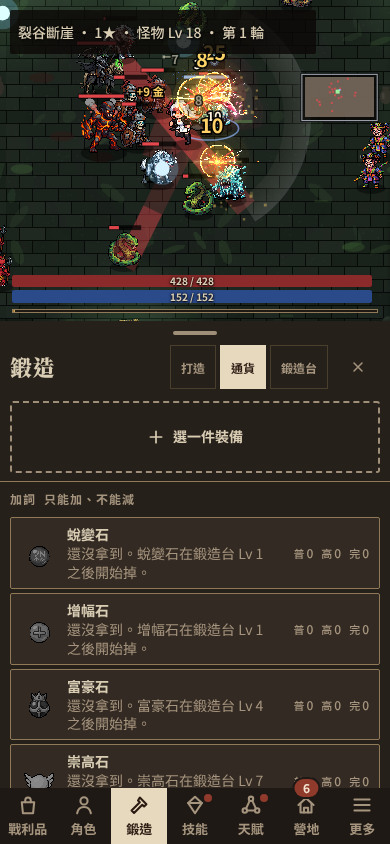 裂谷斷崖 · 1★ · 怪物 Lv 18 · 第 1 輪
7
825
+9 金
8
10
10
428 / 428
152 / 152
鍛造
打造
通貨
鍛造台
×
＋ 選一件裝備
加詞 只能加、不能減
蛻變石
還沒拿到。蛻變石在鍛造台 Lv 1
之後開始掉。
普0 高0 完0
增幅石
還沒拿到。增幅石在鍛造台 Lv 1
之後開始掉。
普0 高0 完0
富豪石
還沒拿到。富豪石在鍛造台 Lv 4
之後開始掉。
普0 高0 完0
崇高石
還沒拿到。崇高石在鍛造台 Lv 7
高0 完0
6
戰利品
角色
鍛造
技能
天賦
營地
更多